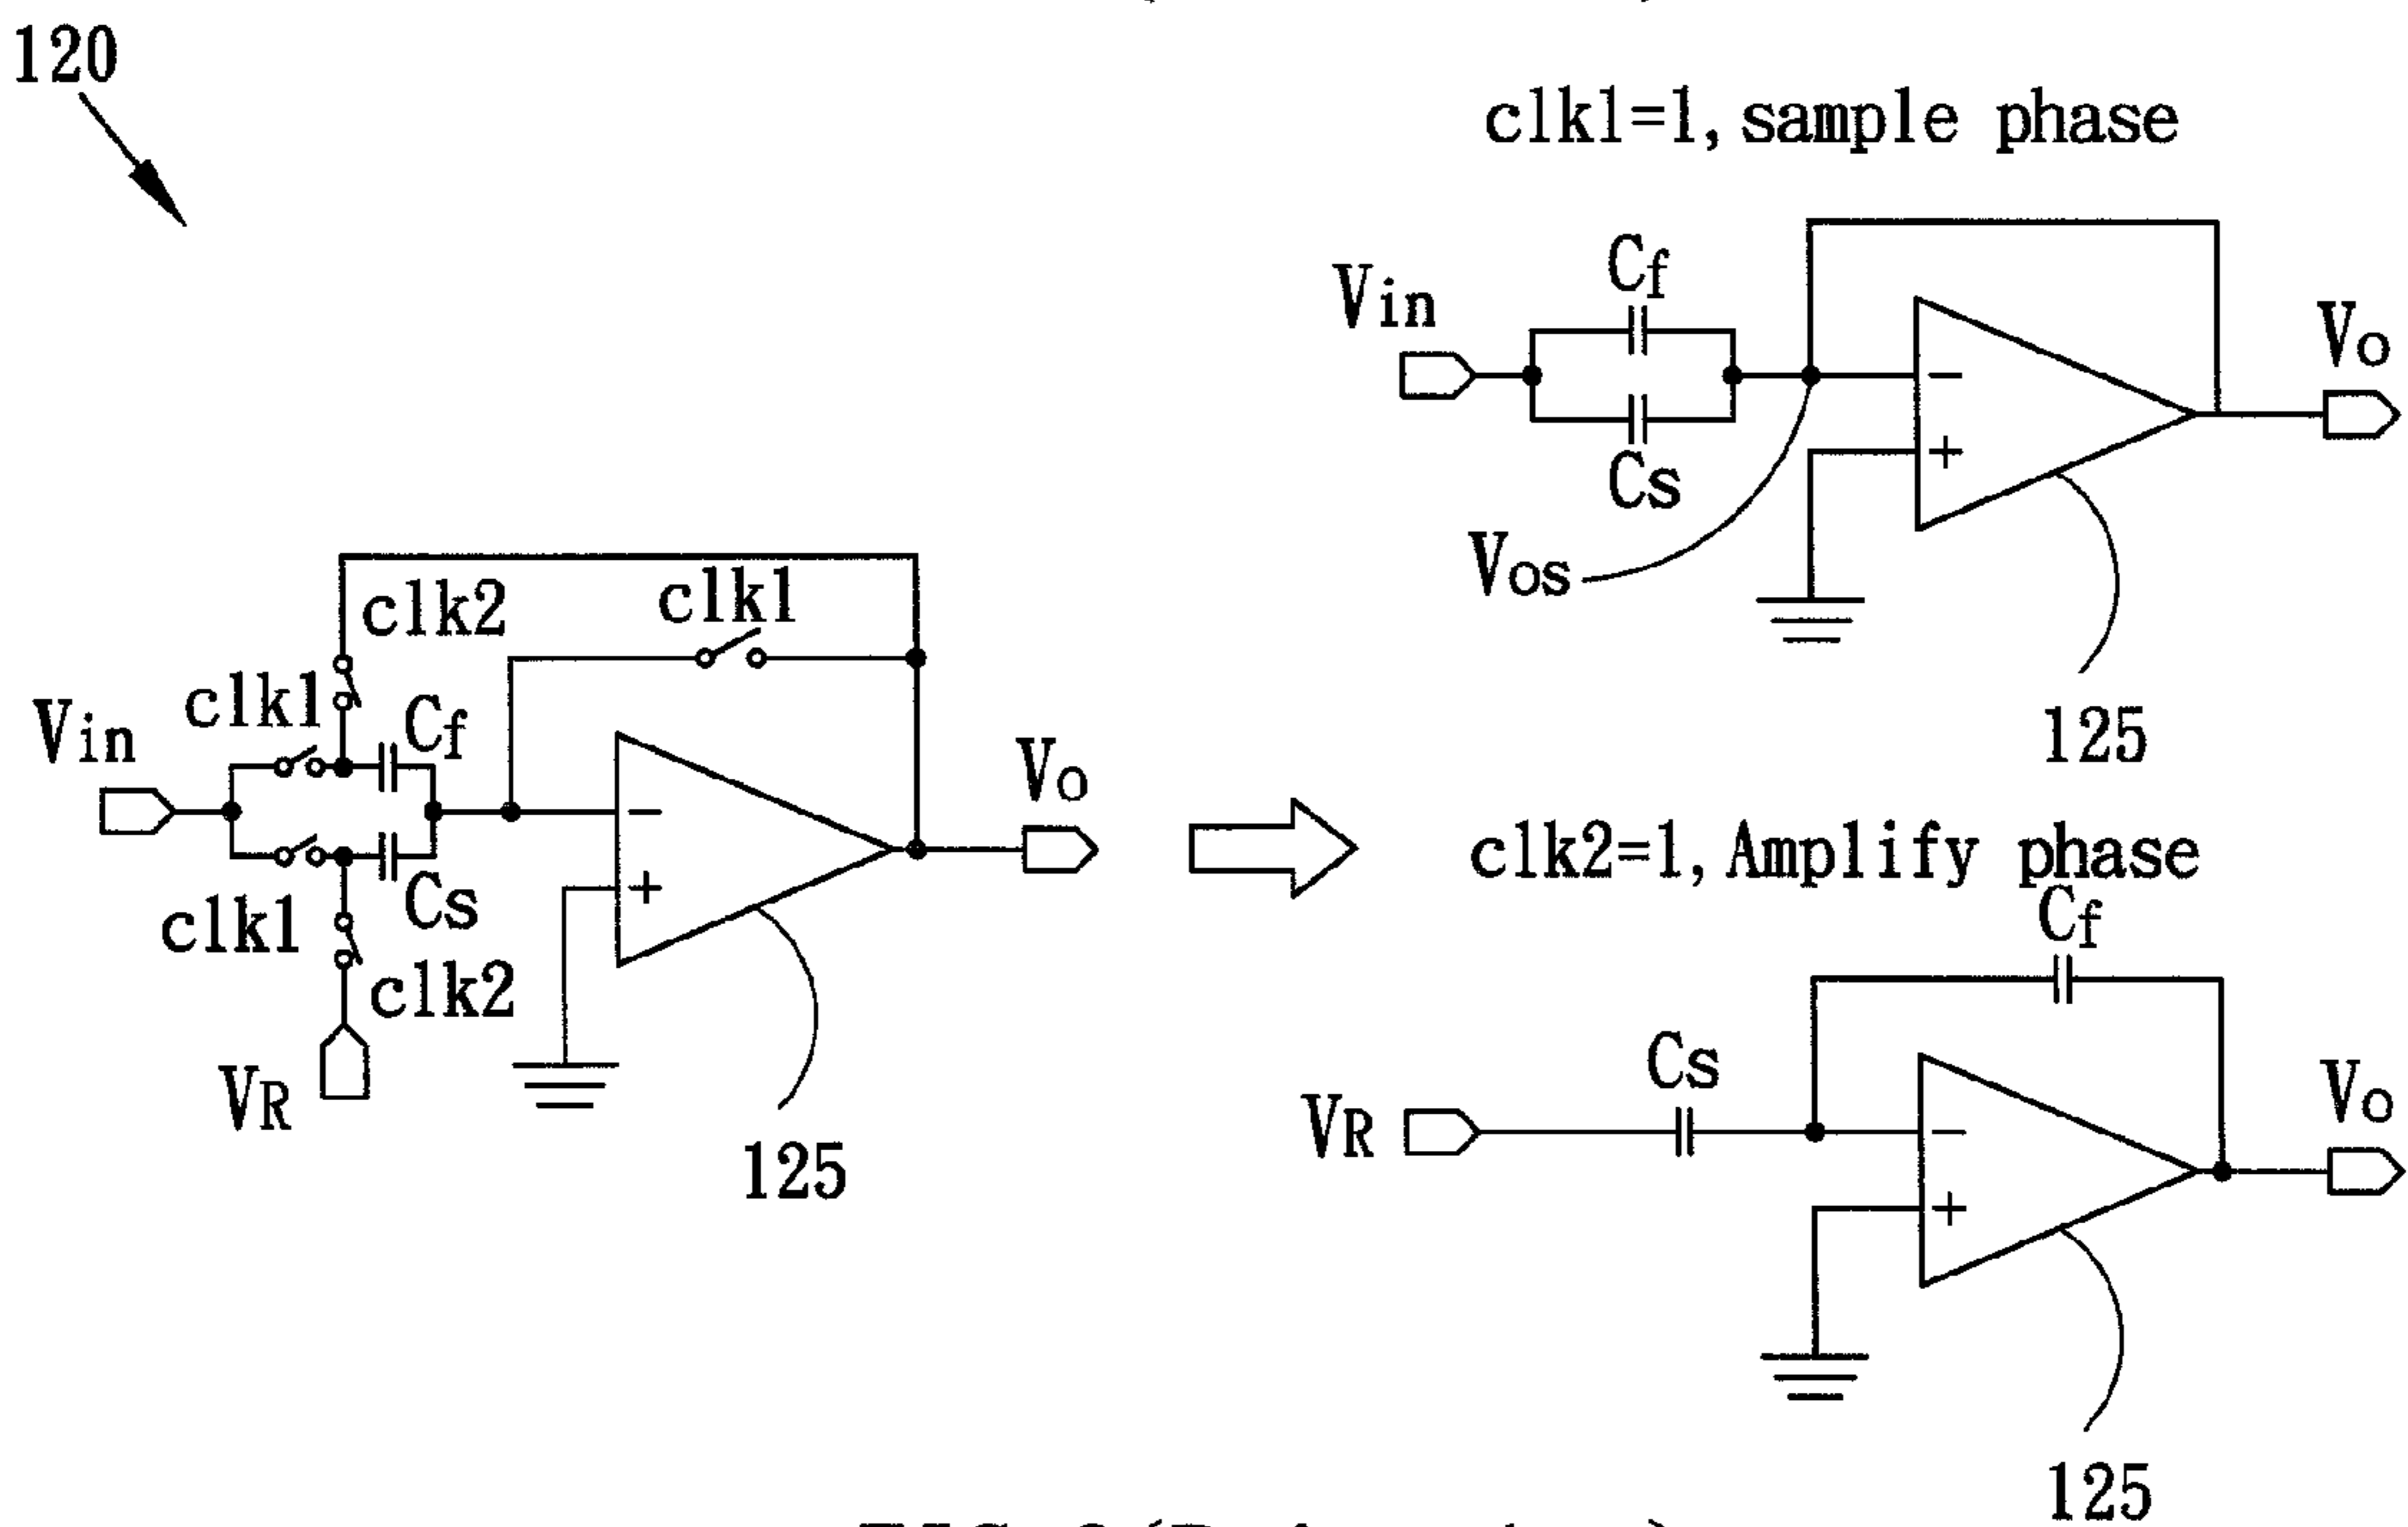 120
clk1=1, sample phase
Vin
Cf
Cs
Vos
Vo
125
clk2
clk1
clk1
Vin
Cf
Cs
clk1
clk2
VR
Vo
125
clk2=1, Amplify phase
Cf
Cs
VR
Vo
125